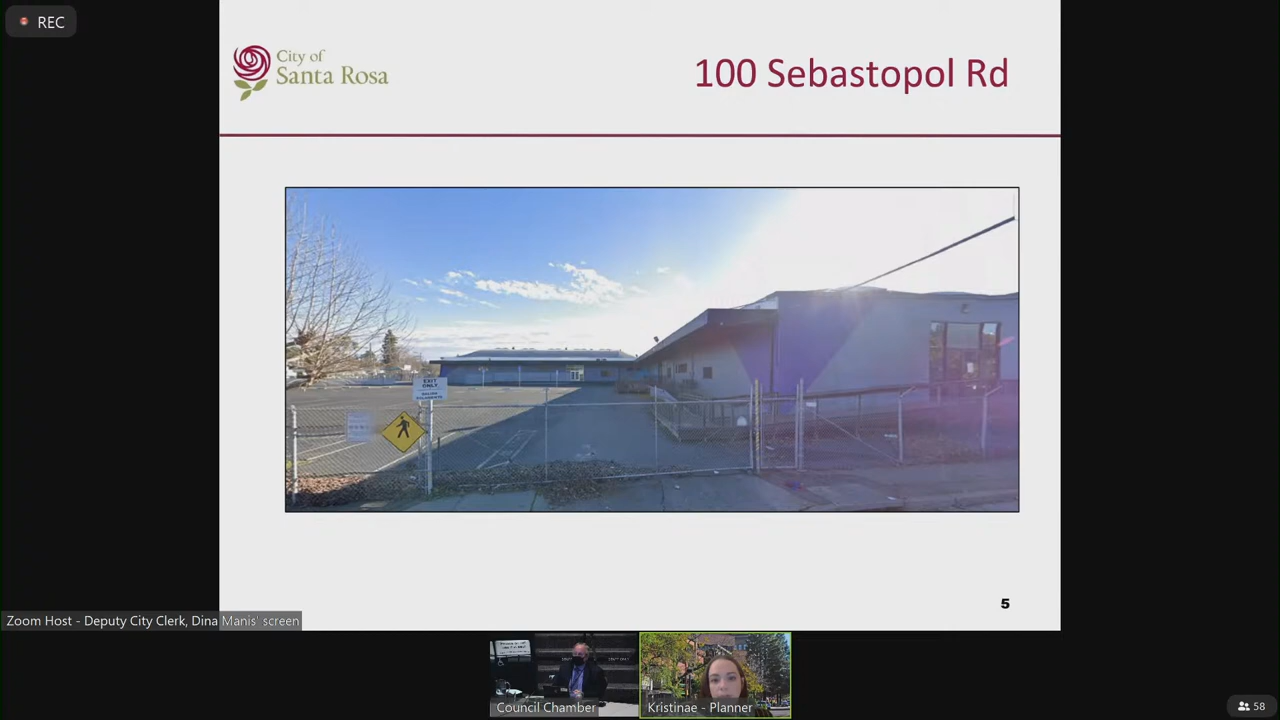 REC
City of
Santa Rosa
100 Sebastopol Rd
EXIT
ONLY
5
Zoom Host - Deputy City Clerk, Dina Manis' screen
Council Chamber
Kristinae - Planner
58